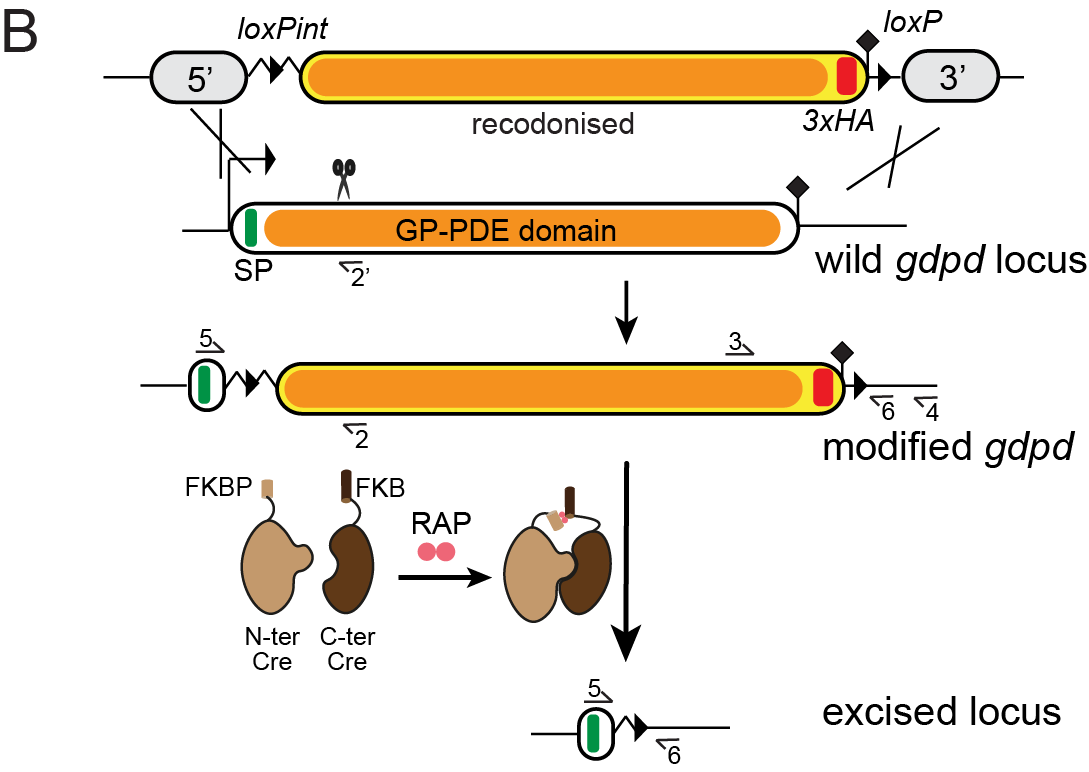 B
loxPint
loxP
5’
3’
recodonised
3xHA
GP-PDE domain
SP
2’
wild gdpd locus
5
3
6
4
2
modified gdpd
FKBP
FKB
RAP
N-ter
Cre
C-ter
Cre
5
6
excised locus